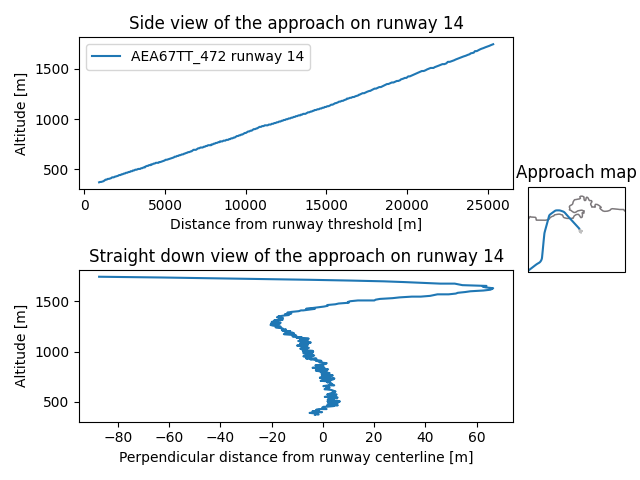 Side view of the approach on runway 14
AEA67TT_472 runway 14
1500
1000
500
Altitude [m]
0
5000
10000
15000
20000
25000
Distance from runway threshold [m]
Approach map
Straight down view of the approach on runway 14
1500
1000
500
Altitude [m]
−80
−60
−40
−20
0
20
40
60
Perpendicular distance from runway centerline [m]